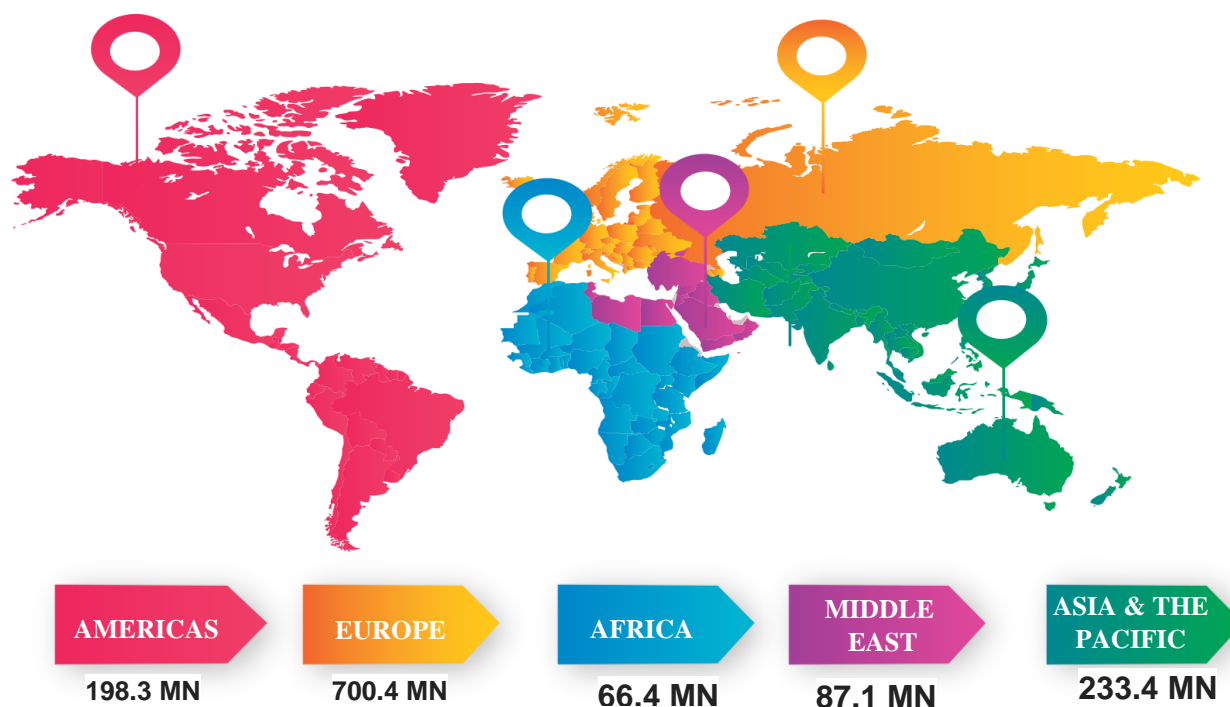 AMERICAS
198.3 MN
EUROPE
700.4 MN
AFRICA
66.4 MN
MIDDLE
EAST
87.1 MN
ASIA & THE
PACIFIC
233.4 MN